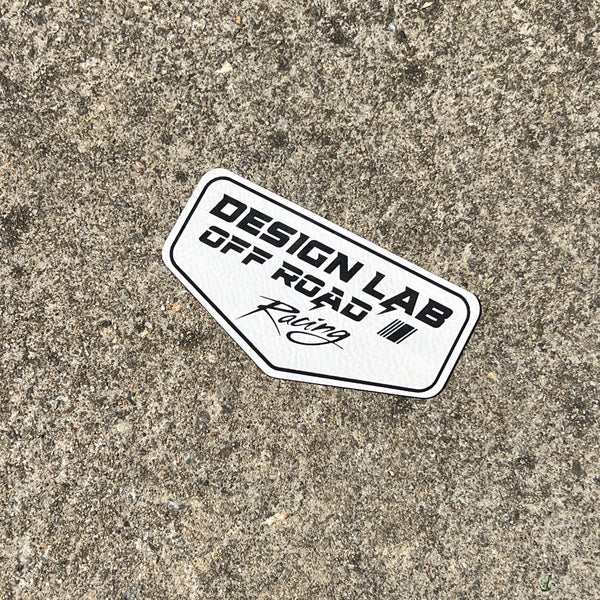 DESIGN LAB
OFF ROAD
Racing